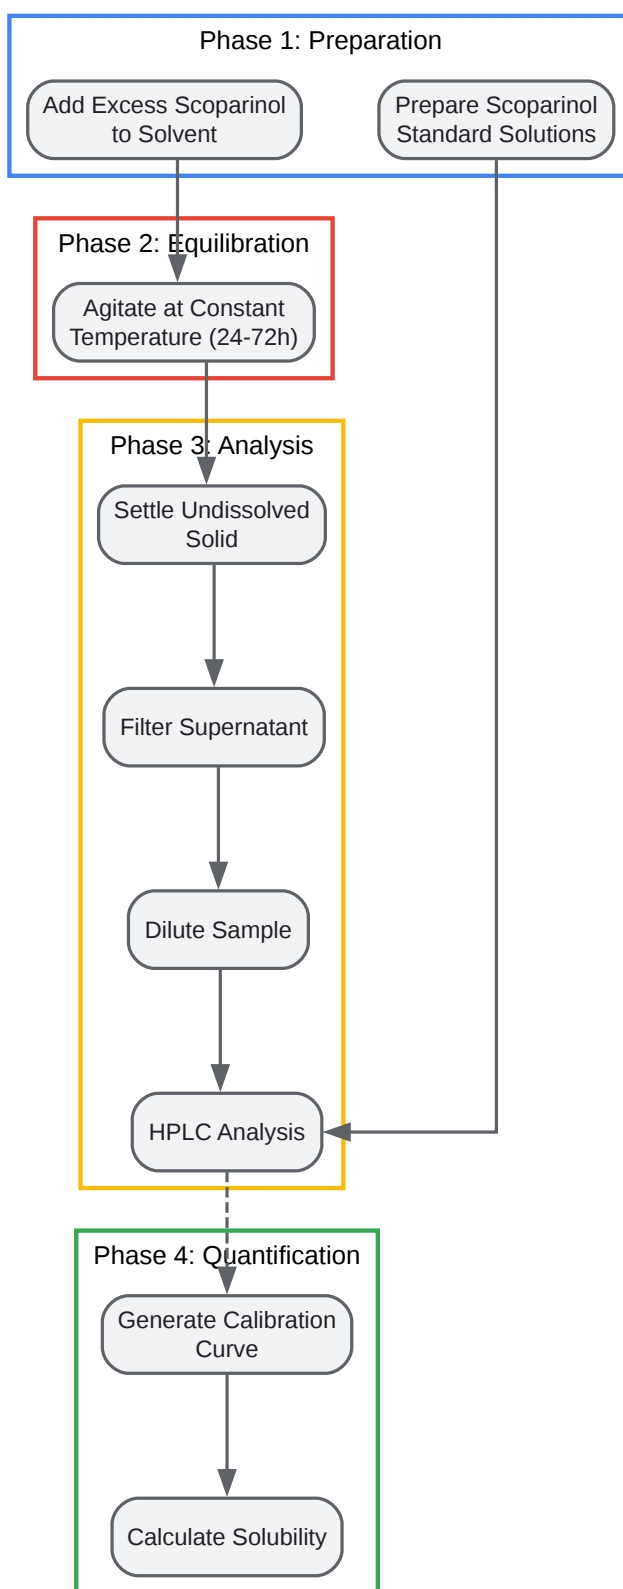 Phase 1: Preparation
Add Excess Scoparinol
to Solvent
Prepare Scoparinol
Standard Solutions
Phase 2: Equilibration
Agitate at Constant
Temperature (24-72h)
Phase 3: Analysis
Settle Undissolved
Solid
Filter Supernatant
Dilute Sample
HPLC Analysis
Phase 4: Quantification
Generate Calibration
Curve
Calculate Solubility